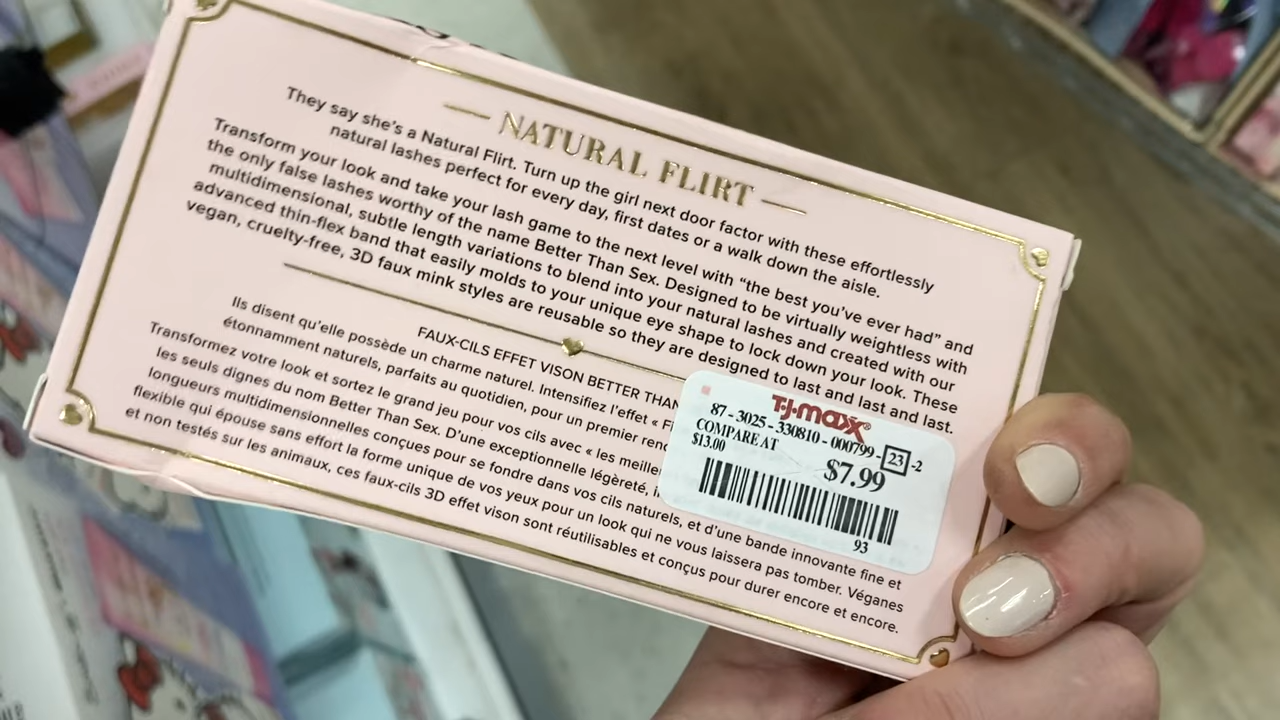 NATURAL FLIRT
They say she's a Natural Flirt. Turn up the girl next door factor with these effortlessly
natural lashes perfect for every day, first dates or a walk down the aisle.
Transform your look and take your lash game to the next level with “the best you've ever had” and
the only false lashes worthy of the name Better Than Sex. Designed to be virtually weightless with
multidimensional, subtle length variations to blend into your natural lashes and created with our
advanced thin-flex band that easily molds to your unique eye shape to lock down your look. These
vegan, cruelty-free, 3D faux mink styles are reusable so they are designed to last and last and last.
FAUX-CILS EFFET VISON BETTER THAN
Ils disent qu'elle possède un charme naturel. Intensifiez l'effet «
étonnamment naturels, parfaits au quotidien, pour un premier
Transformez votre look et sortez le grand jeu pour vos cils avec « les
les seuls dignes du nom Better Than Sex. D'une exceptionnelle légèreté,
longueurs multidimensionnelles conçues pour se fondre dans vos cils naturels, et d'une bande innovante fine et
flexible qui épouse sans effort la forme unique de vos yeux pour un look qui ne vous laissera pas tomber. Véganes
et non testés sur les animaux, ces faux-cils 3D effet vison sont réutilisables et conçus pour durer encore et encore.
T.J.maxx
87-3025-330810-000799-23-2
COMPARE AT
$13.00
$7.99
93